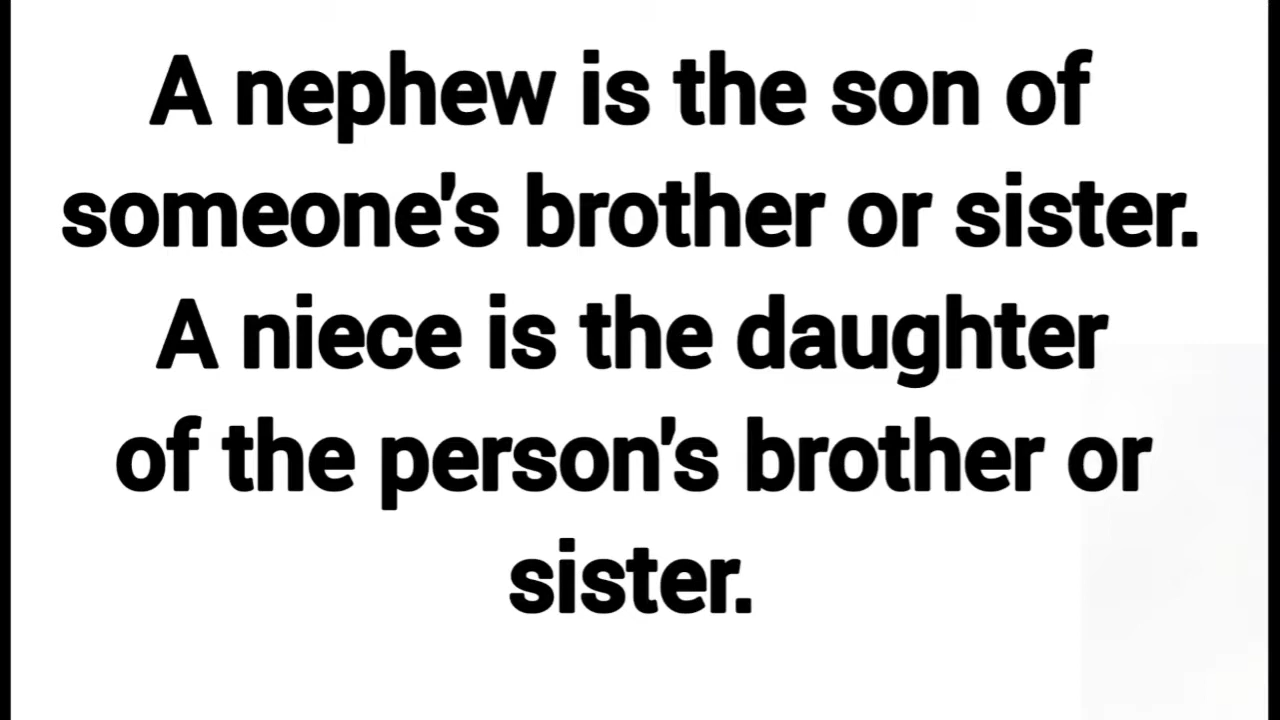 A nephew is the son of
someone's brother or sister.
A niece is the daughter
of the person's brother or
sister.